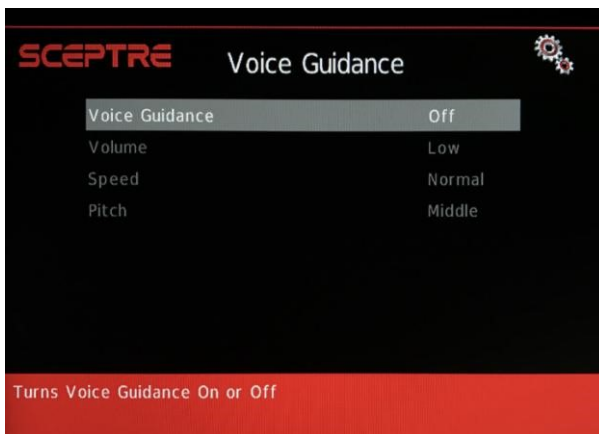 SCEPTRE
Voice Guidance
Voice Guidance Off
Volume Low
Speed Normal
Pitch Middle
Turns Voice Guidance On or Off